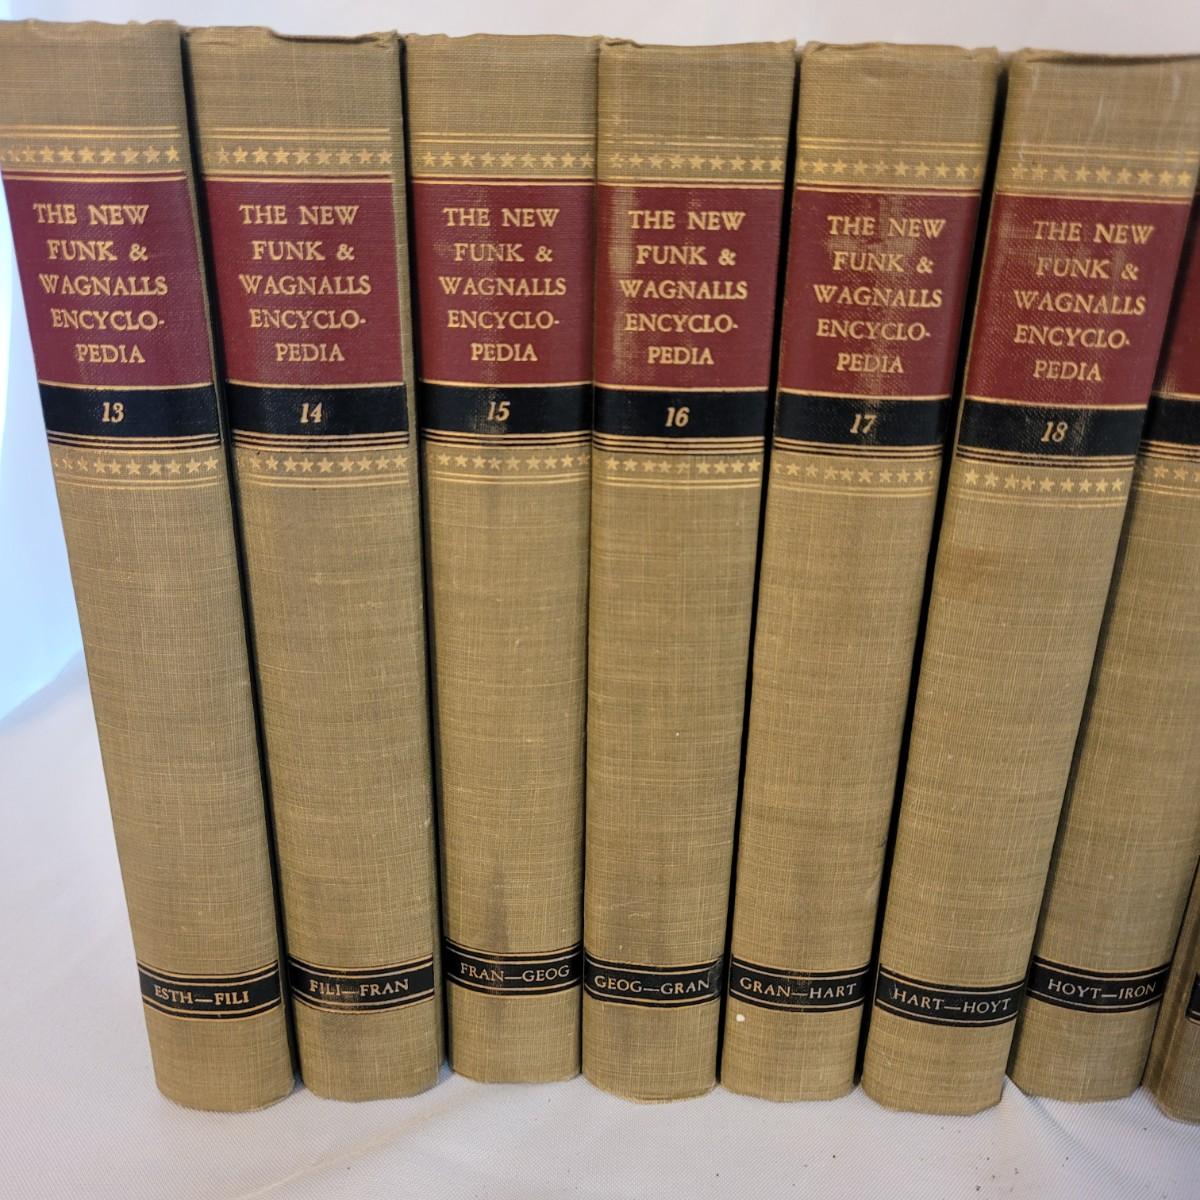 THE NEW
FUNK &
WAGNALLS
ENCYCLO-
PEDIA
13
ESTH—FILI
THE NEW
FUNK &
WAGNALLS
ENCYCLO-
PEDIA
14
FILI—FRAN
THE NEW
FUNK &
WAGNALLS
ENCYCLO-
PEDIA
15
FRAN—GEOG
THE NEW
FUNK &
WAGNALLS
ENCYCLO-
PEDIA
16
GEOG—GRAN
THE NEW
FUNK &
WAGNALLS
ENCYCLO-
PEDIA
17
GRAN—HART
THE NEW
FUNK &
WAGNALLS
ENCYCLO-
PEDIA
18
HART—HOYT
HOYT—IRON